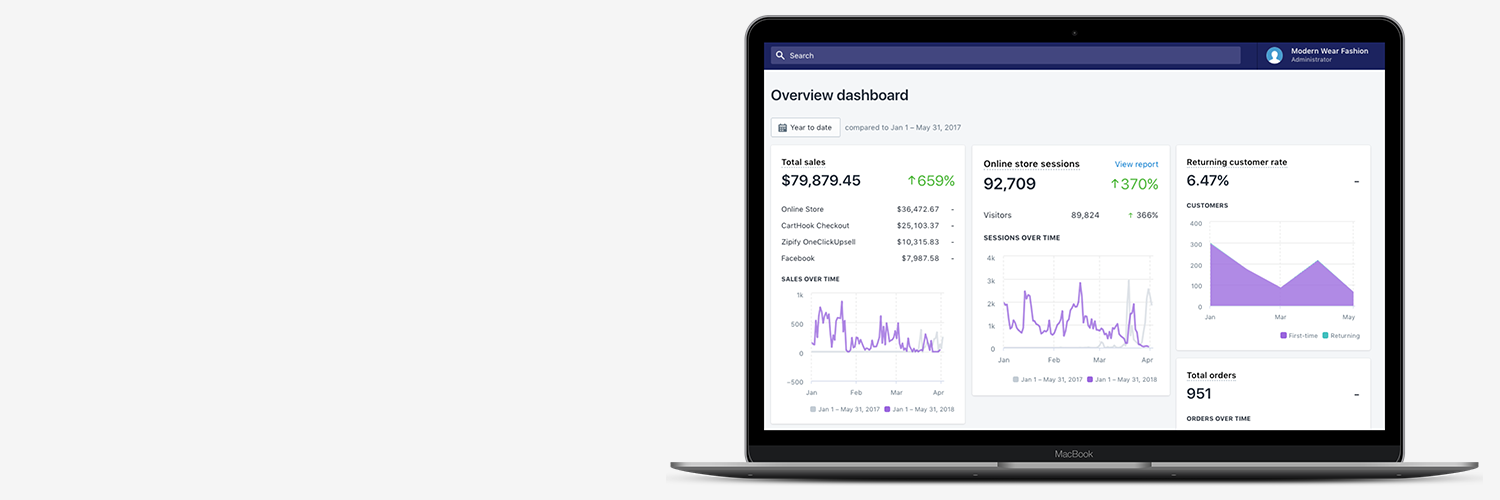 Search
Modern Wear Fashion
Administrator
Overview dashboard
Year to date compared to Jan 1 – May 31, 2017
Total sales
$79,879.45 ↑659%
Online Store $36,472.67 -
CartHook Checkout $25,103.37 -
Zipify OneClickUpsell $10,315.83 -
Facebook $7,987.58 -
SALES OVER TIME
1k
500
0
−500
Jan Feb Mar Apr
Jan 1 – May 31, 2017 Jan 1 – May 31, 2018
Online store sessions View report
92,709 ↑370%
Visitors 89,824 ↑ 366%
SESSIONS OVER TIME
4k
3k
2k
1k
0
Jan Feb Mar Apr
Jan 1 – May 31, 2017 Jan 1 – May 31, 2018
Returning customer rate
6.47% -
CUSTOMERS
400
300
200
100
0
Jan Mar May
First-time Returning
Total orders
951 -
ORDERS OVER TIME
MacBook